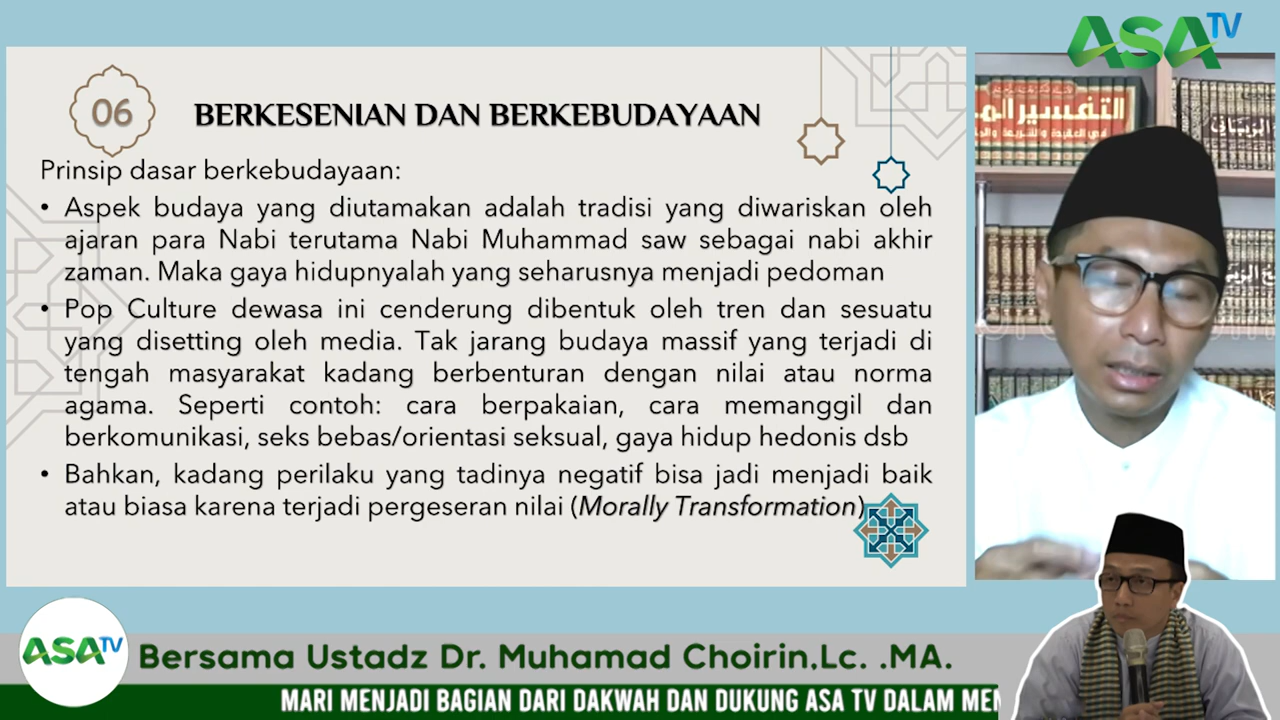 ASA TV
06
BERKESENIAN DAN BERKEBUDAYAAN
Prinsip dasar berkebudayaan:
• Aspek budaya yang diutamakan adalah tradisi yang diwariskan oleh
ajaran para Nabi terutama Nabi Muhammad saw sebagai nabi akhir
zaman. Maka gaya hidupnyalah yang seharusnya menjadi pedoman
• Pop Culture dewasa ini cenderung dibentuk oleh tren dan sesuatu
yang disetting oleh media. Tak jarang budaya massif yang terjadi di
tengah masyarakat kadang berbenturan dengan nilai atau norma
agama. Seperti contoh: cara berpakaian, cara memanggil dan
berkomunikasi, seks bebas/orientasi seksual, gaya hidup hedonis dsb
• Bahkan, kadang perilaku yang tadinya negatif bisa jadi menjadi baik
atau biasa karena terjadi pergeseran nilai (Morally Transformation)
التفسير
في العقيدة والشريعة
ASA TV
Bersama Ustadz Dr. Muhamad Choirin,Lc. .MA.
MARI MENJADI BAGIAN DARI DAKWAH DAN DUKUNG ASA TV DALAM MEN